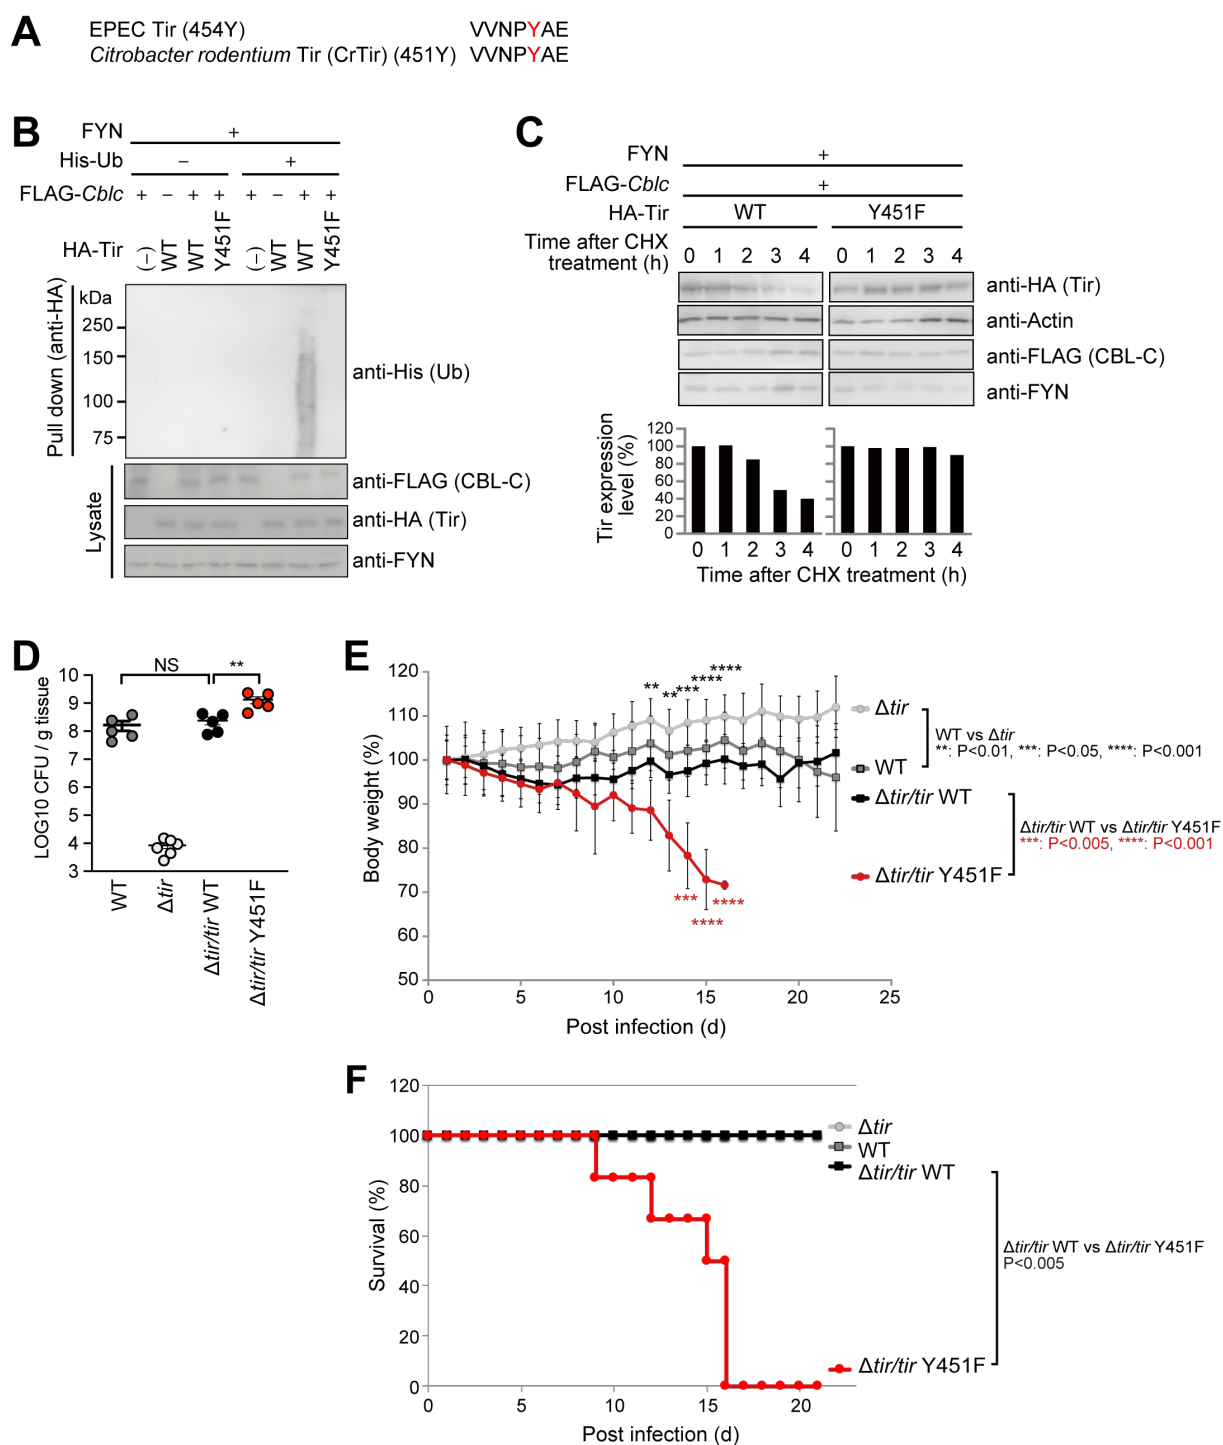 A
EPEC Tir (454Y) VVNPYAE
Citrobacter rodentium Tir (CrTir) (451Y) VVNPYAE
B
FYN +
His-Ub − +
FLAG-Cblc + − + + + − + +
HA-Tir (−) WT WT Y451F (−) WT WT Y451F
Pull down (anti-HA)
kDa
250
150
100
75
anti-His (Ub)
Lysate
anti-FLAG (CBL-C)
anti-HA (Tir)
anti-FYN
C
FYN +
FLAG-Cblc +
HA-Tir WT Y451F
Time after CHX
treatment (h) 0 1 2 3 4 0 1 2 3 4
anti-HA (Tir)
anti-Actin
anti-FLAG (CBL-C)
anti-FYN
Tir expression
level (%)
120
100
80
60
40
20
0
0 1 2 3 4 0 1 2 3 4
Time after CHX treatment (h)
D
NS **
LOG10 CFU / g tissue
10
9
8
7
6
5
4
3
WT
Δtir
Δtir/tir WT
Δtir/tir Y451F
E
Body weight (%)
120
110
100
90
80
70
60
50
** ** *** **** ****
*** **** ****
0 5 10 15 20 25
Post infection (d)
Δtir
WT
Δtir/tir WT
Δtir/tir Y451F
WT vs Δtir
**: P<0.01, ***: P<0.05, ****: P<0.001
Δtir/tir WT vs Δtir/tir Y451F
***: P<0.005, ****: P<0.001
F
Survival (%)
120
100
80
60
40
20
0
0 5 10 15 20
Post infection (d)
Δtir
WT
Δtir/tir WT
Δtir/tir Y451F
Δtir/tir WT vs Δtir/tir Y451F
P<0.005